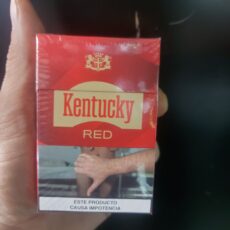 Kentucky
RED
ESTE PRODUCTO
CAUSA IMPOTENCIA